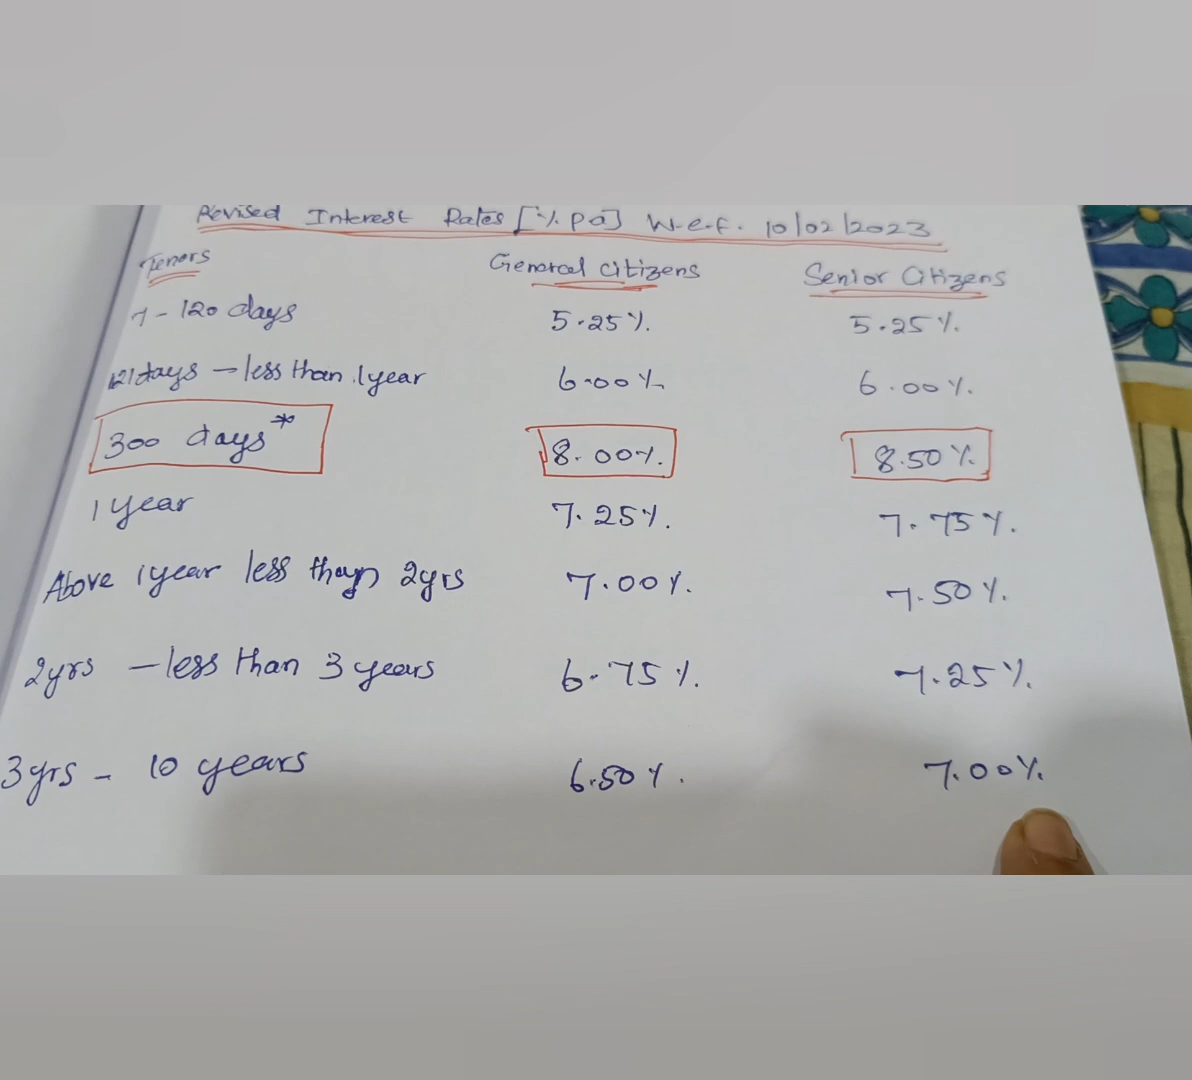 Revised Interest Rates [% pa] W.e.f. 10/02/2023
Tenors General Citizens Senior Citizens
7 - 120 days 5.25% 5.25%
121 days - less than 1 year 6.00% 6.00%
300 days* 8.00% 8.50%
1 year 7.25% 7.75%
Above 1 year less than 2yrs 7.00% 7.50%
2yrs - less than 3 years 6.75% 7.25%
3yrs - 10 years 6.50% 7.00%